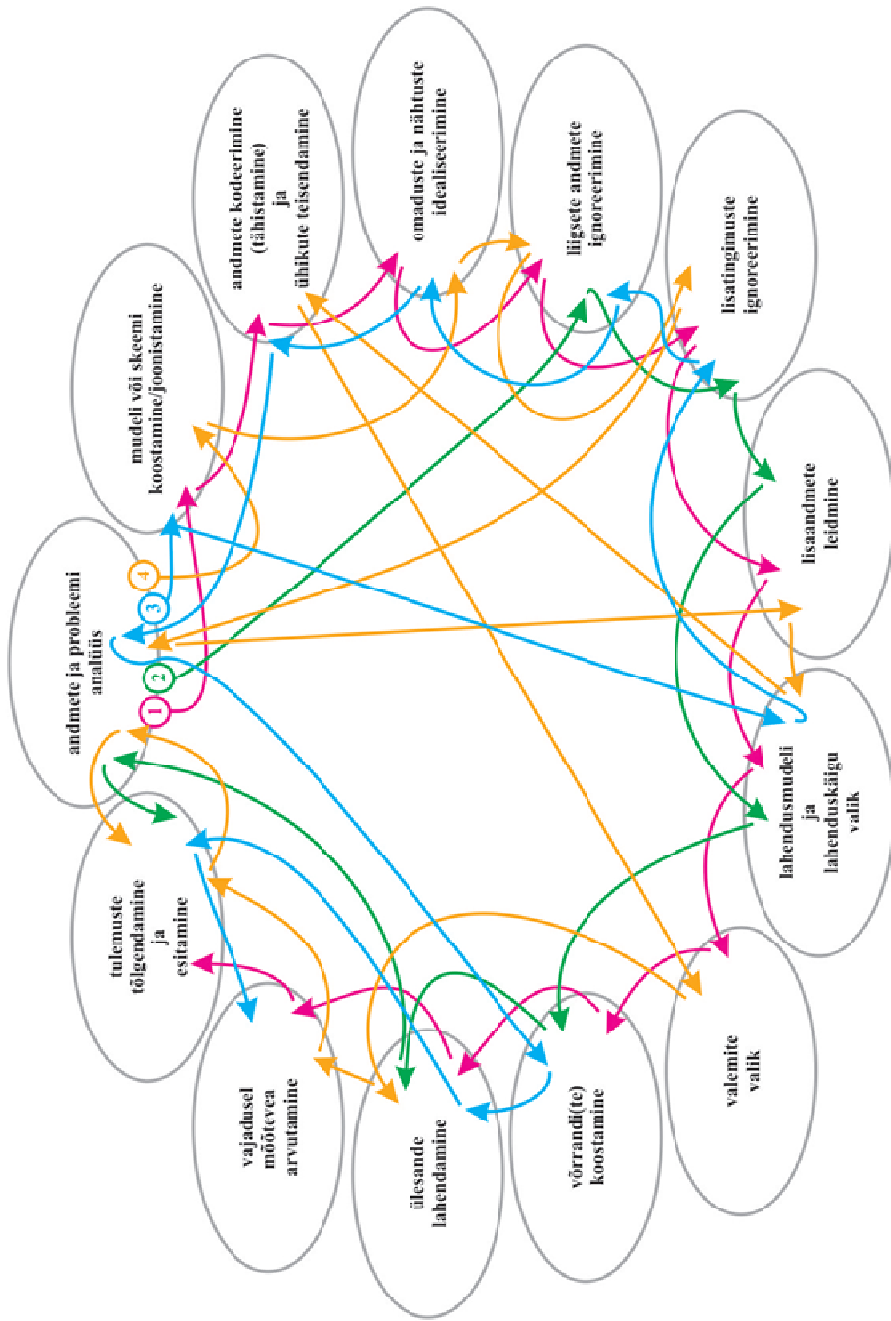 andmete ja probleemi
analüüs
1
2
3
4
mudeli või skeemi
koostamine/joonistamine
andmete kodeerimine
(tähistamine)
ja
ühikute teisendamine
omaduste ja nähtuste
idealiseerimine
liigsete andmete
ignoreerimine
lisatingimuste
ignoreerimine
lisaandmete
leidmine
lahendusmudeli
ja
lahenduskäigu
valik
valemite
valik
võrrandi(te)
koostamine
ülesande
lahendamine
vajadusel
mõõtevea
arvutamine
tulemuste
tõlgendamine
ja
esitamine